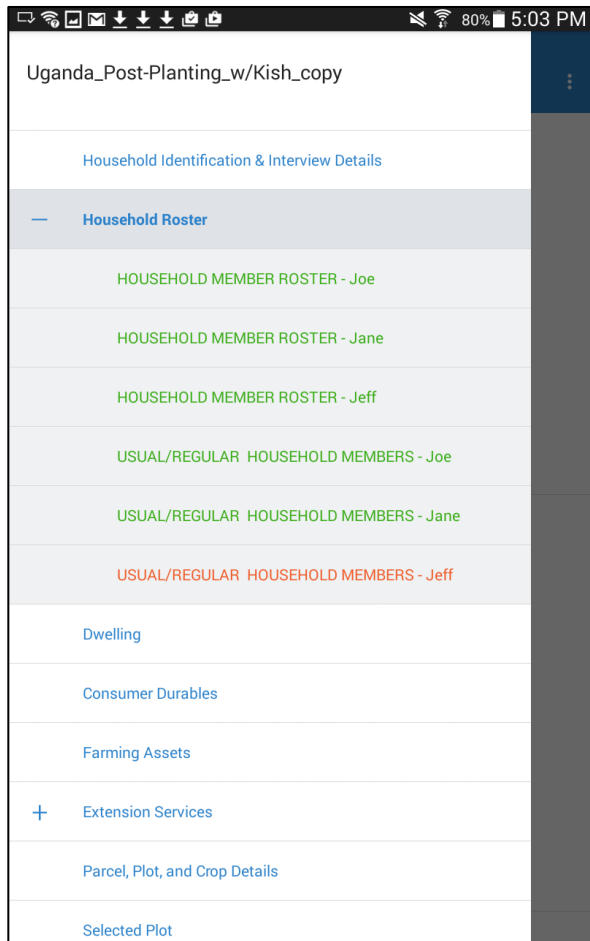 80% 5:03 PM
Uganda_Post-Planting_w/Kish_copy
Household Identification & Interview Details
— Household Roster
HOUSEHOLD MEMBER ROSTER - Joe
HOUSEHOLD MEMBER ROSTER - Jane
HOUSEHOLD MEMBER ROSTER - Jeff
USUAL/REGULAR  HOUSEHOLD MEMBERS - Joe
USUAL/REGULAR  HOUSEHOLD MEMBERS - Jane
USUAL/REGULAR  HOUSEHOLD MEMBERS - Jeff
Dwelling
Consumer Durables
Farming Assets
+ Extension Services
Parcel, Plot, and Crop Details
Selected Plot